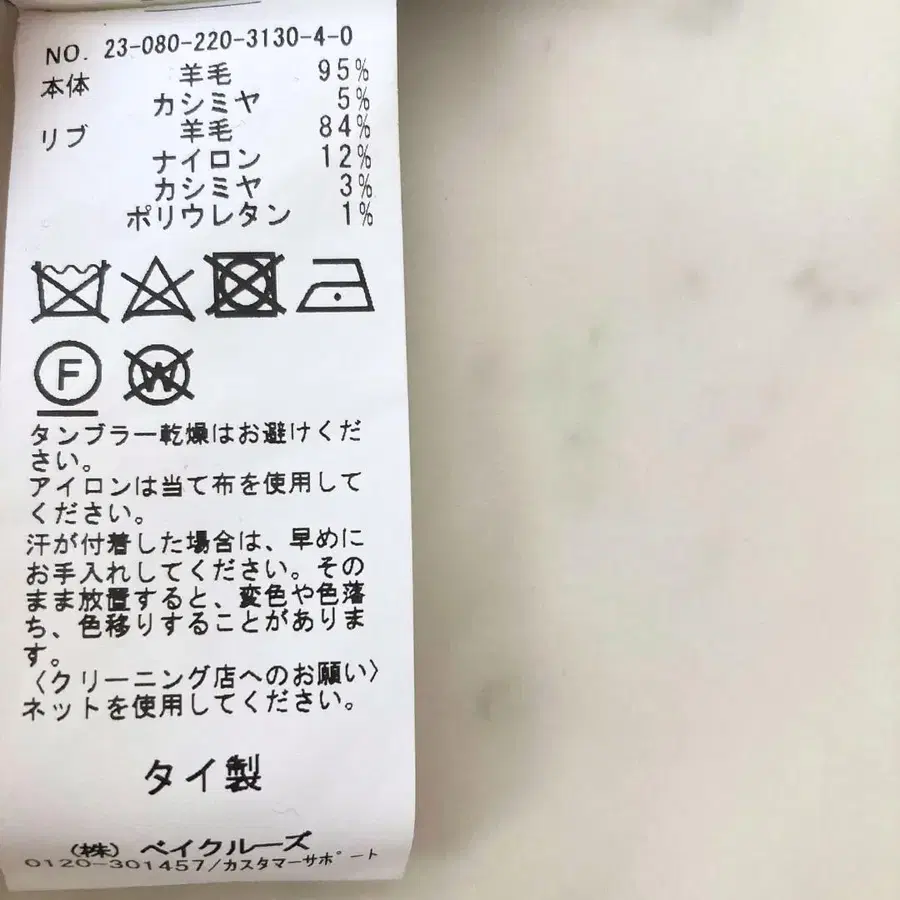 NO. 23-080-220-3130-4-0
本体 羊毛 95%
カシミヤ 5%
リブ 羊毛 84%
ナイロン 12%
カシミヤ 3%
ポリウレタン 1%
F W
タンブラー乾燥はお避けくだ
さい。
アイロンは当て布を使用して
ください。
汗が付着した場合は、早めに
お手入れしてください。その
まま放置すると、変色や色落
ち、色移りすることがありま
す。
〈クリーニング店へのお願い〉
ネットを使用してください。
タイ製
(株) ベイクルーズ
0120-301457/カスタマーサポート